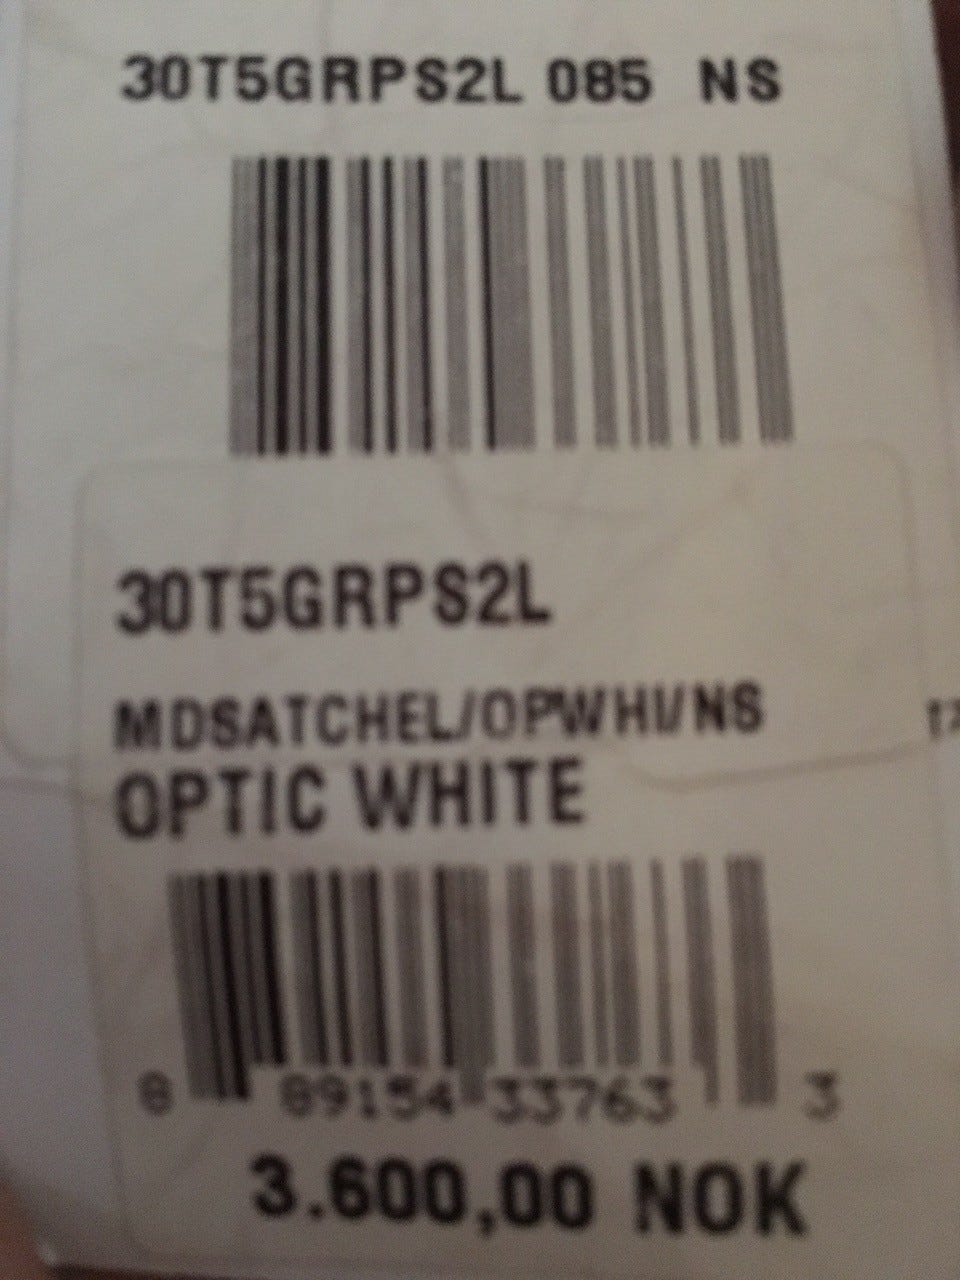 30T5GRPS2L 085 NS
30T5GRPS2L
MDSATCHEL/OPWHI/NS
OPTIC WHITE
8 89154 33763 3
3.600,00 NOK